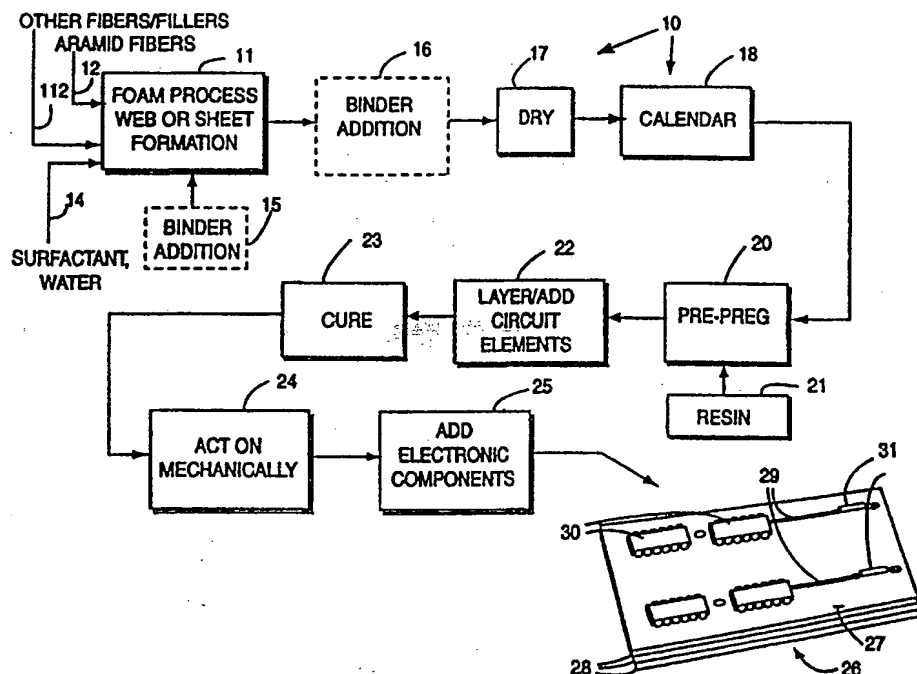 OTHER FIBERS/FILLERS
ARAMID FIBERS
12
112
11
FOAM PROCESS
WEB OR SHEET
FORMATION
14
SURFACTANT,
WATER
15
BINDER
ADDITION
16
BINDER
ADDITION
10
17
DRY
18
CALENDAR
20
PRE-PREG
21
RESIN
22
LAYER/ADD
CIRCUIT
ELEMENTS
23
CURE
24
ACT ON
MECHANICALLY
25
ADD
ELECTRONIC
COMPONENTS
31
29
30
29
27
28
26